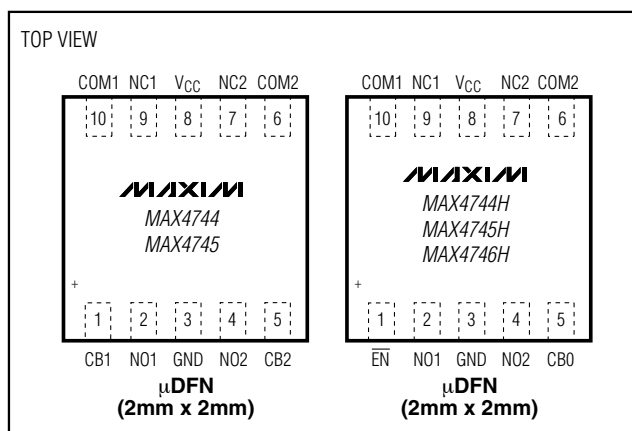 TOP VIEW
COM1 NC1 VCC NC2 COM2
10 9 8 7 6
MAXIM
MAX4744
MAX4745
+
1 2 3 4 5
CB1 NO1 GND NO2 CB2
µDFN
(2mm x 2mm)
COM1 NC1 VCC NC2 COM2
10 9 8 7 6
MAXIM
MAX4744H
MAX4745H
MAX4746H
+
1 2 3 4 5
EN NO1 GND NO2 CB0
µDFN
(2mm x 2mm)